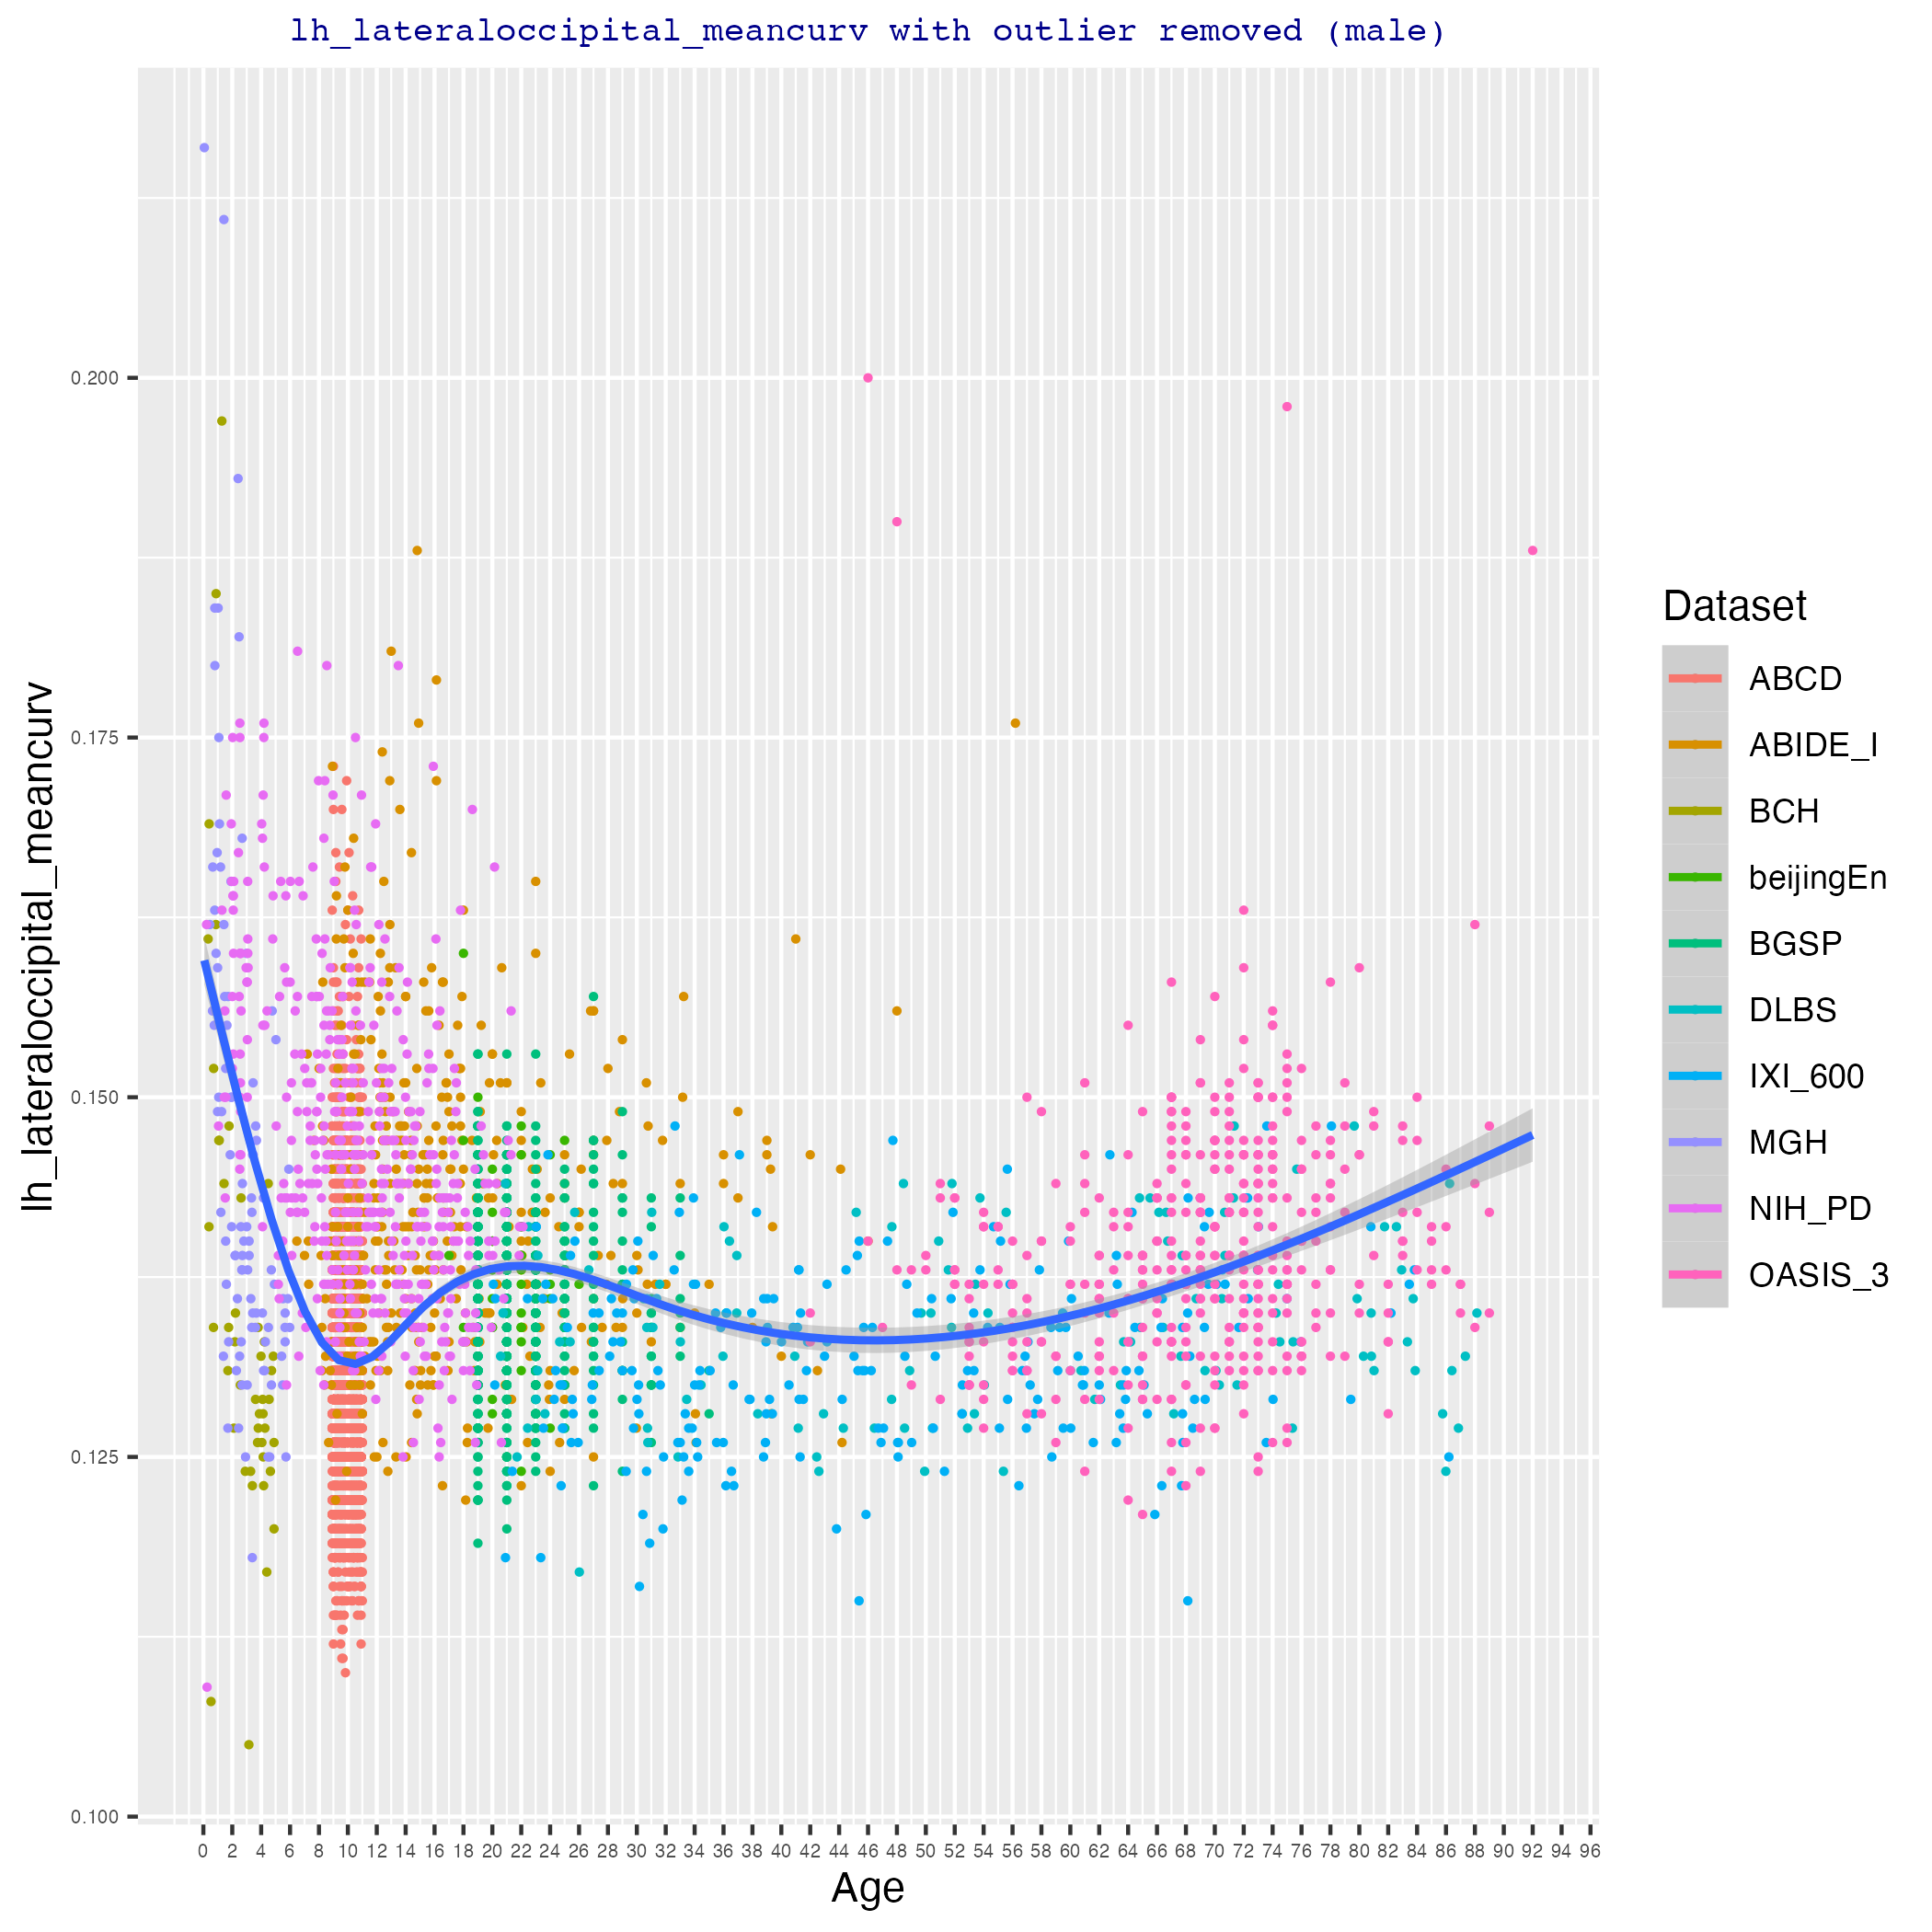 lh_lateraloccipital_meancurv with outlier removed (male)
lh_lateraloccipital_meancurv
0.200
0.175
0.150
0.125
0.100
0 2 4 6 8 10 12 14 16 18 20 22 24 26 28 30 32 34 36 38 40 42 44 46 48 50 52 54 56 58 60 62 64 66 68 70 72 74 76 78 80 82 84 86 88 90 92 94 96
Age
Dataset
ABCD
ABIDE_I
BCH
beijingEn
BGSP
DLBS
IXI_600
MGH
NIH_PD
OASIS_3